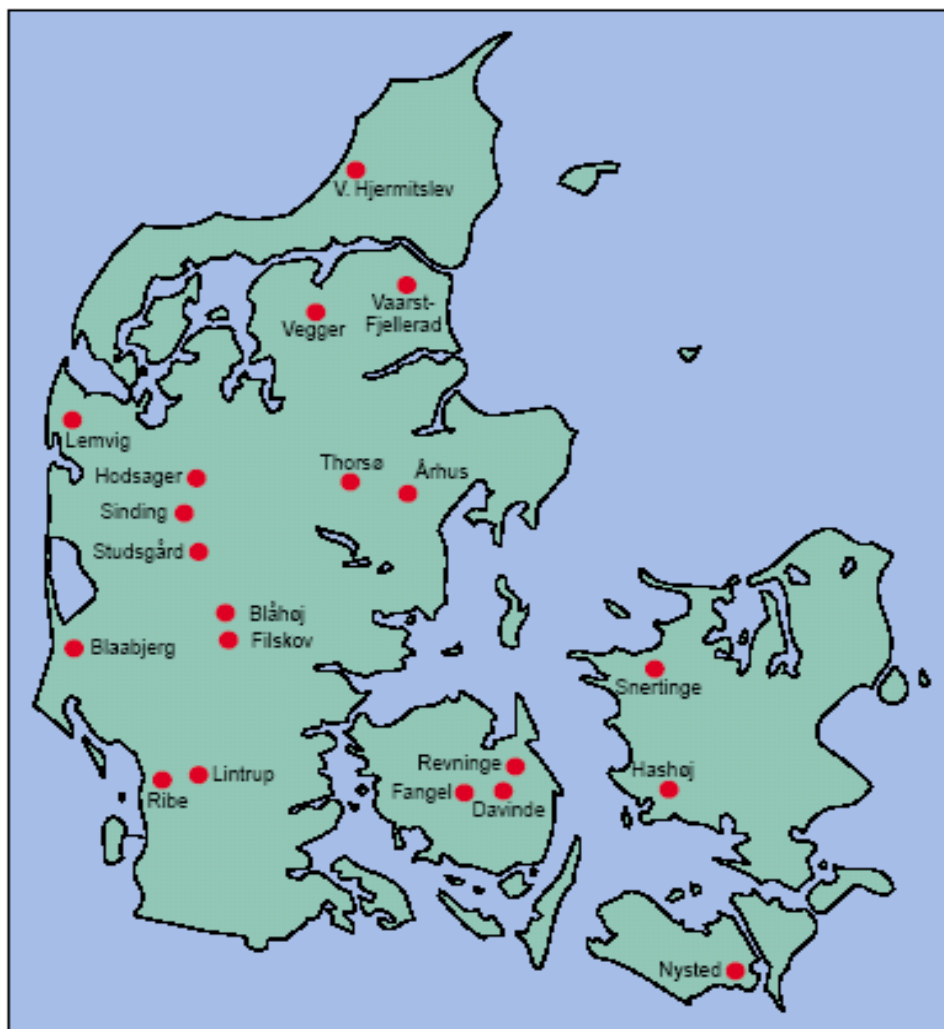 V. Hjermitslev
Vaarst-
Fjellerad
Vegger
Lemvig
Thorsø
Århus
Hodsager
Sinding
Studsgård
Blåhøj
Filskov
Blaabjerg
Snertinge
Revninge
Hashøj
Lintrup
Ribe
Fangel
Davinde
Nysted